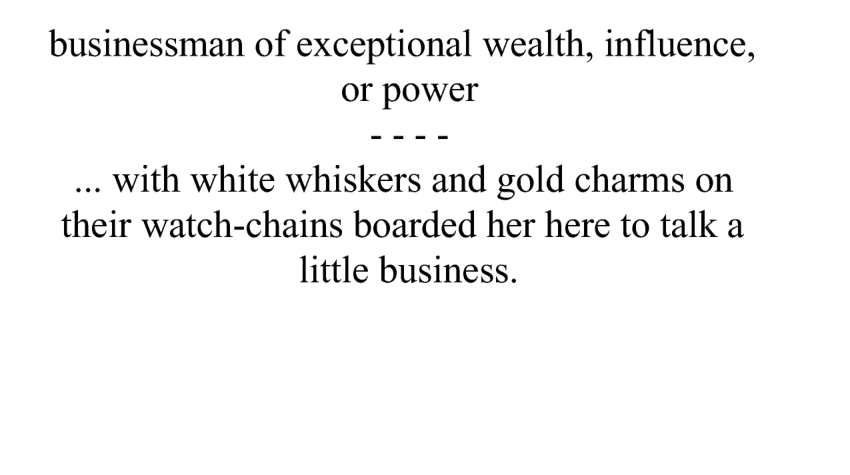 businessman of exceptional wealth, influence,
or power
- - - -
... with white whiskers and gold charms on
their watch-chains boarded her here to talk a
little business.